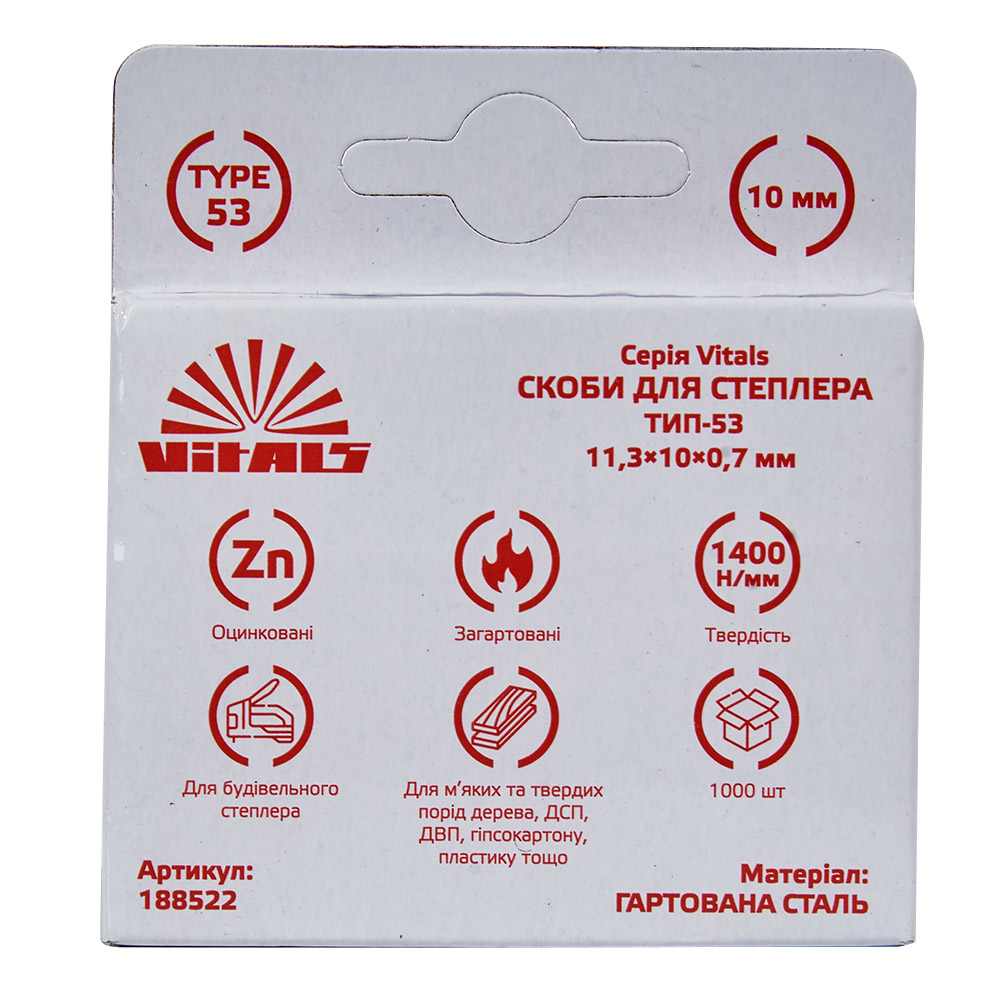 TYPE
53
10 мм
VitALS
Серія Vitals
СКОБИ ДЛЯ СТЕПЛЕРА
ТИП-53
11,3×10×0,7 мм
Zn
Оцинковані
Загартовані
1400
Н/мм
Твердість
Для будівельного
степлера
Для м’яких та твердих
порід дерева, ДСП,
ДВП, гіпсокартону,
пластику тощо
1000 шт
Артикул:
188522
Матеріал:
ГАРТОВАНА СТАЛЬ